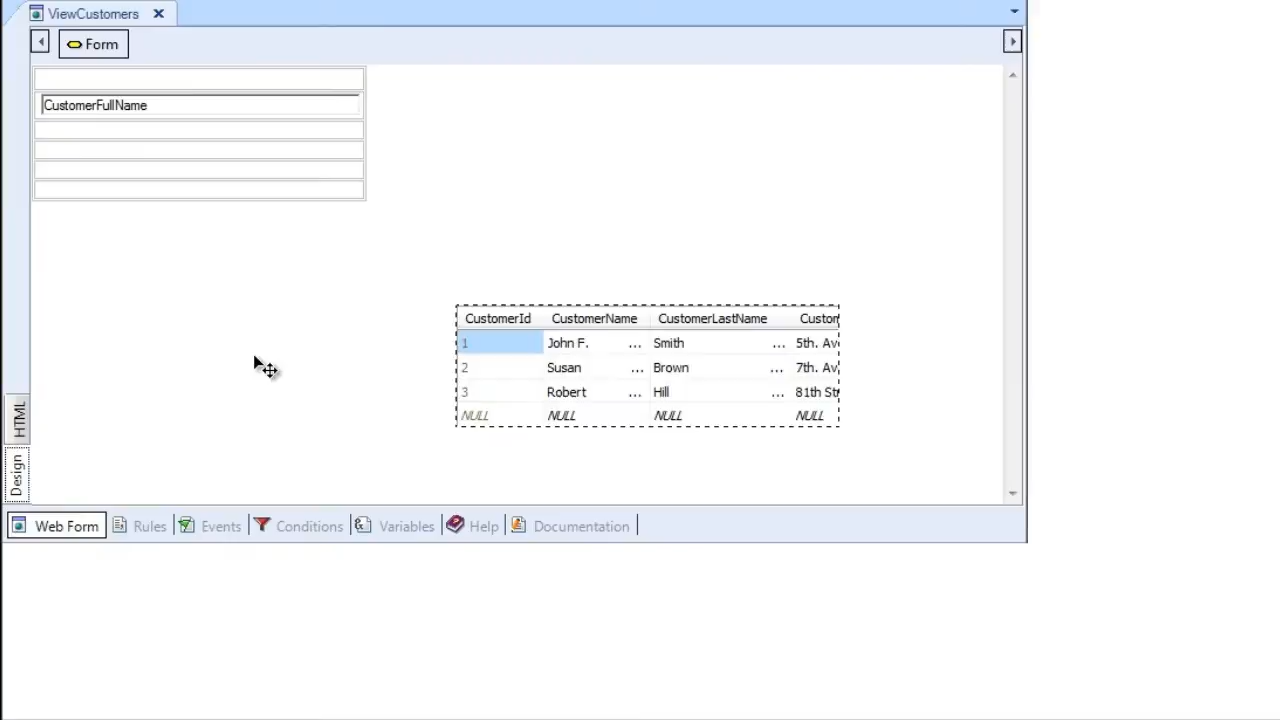 ViewCustomers
Form
CustomerFullName
CustomerId CustomerName CustomerLastName Custom
1 John F. ... Smith ... 5th. Av
2 Susan ... Brown ... 7th. Av
3 Robert ... Hill ... 81th St
NULL NULL NULL NULL
HTML
Design
Web Form Rules Events Conditions Variables Help Documentation